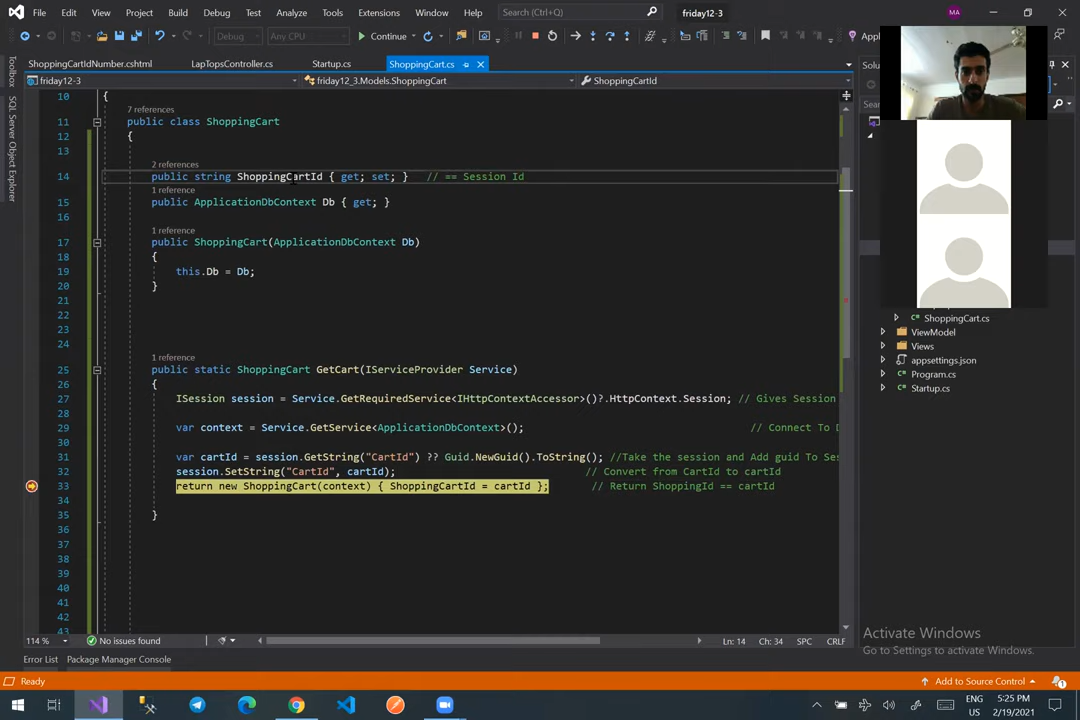 File Edit View Project Build Debug Test Analyze Tools Extensions Window Help Search (Ctrl+Q) friday12-3 MA
Debug Any CPU Continue
ShoppingCartIdNumber.cshtml LapTopsController.cs Startup.cs ShoppingCart.cs
friday12-3 friday12_3.Models.ShoppingCart ShoppingCartId
Toolbox
SQL Server Object Explorer
10 {
7 references
11 public class ShoppingCart
12 {
13
2 references
14 public string ShoppingCartId { get; set; } // == Session Id
1 reference
15 public ApplicationDbContext Db { get; }
16
1 reference
17 public ShoppingCart(ApplicationDbContext Db)
18 {
19 this.Db = Db;
20 }
21
22
23
24
1 reference
25 public static ShoppingCart GetCart(IServiceProvider Service)
26 {
27 ISession session = Service.GetRequiredService<IHttpContextAccessor>()?.HttpContext.Session; // Gives Session
28
29 var context = Service.GetService<ApplicationDbContext>(); // Connect To D
30
31 var cartId = session.GetString("CartId") ?? Guid.NewGuid().ToString(); //Take the session and Add guid To Se
32 session.SetString("CartId", cartId); // Convert from CartId to cartId
33 return new ShoppingCart(context) { ShoppingCartId = cartId }; // Return ShoppingId == cartId
34
35 }
36
37
38
39
40
41
42
43
ShoppingCart.cs
ViewModel
Views
appsettings.json
Program.cs
Startup.cs
114 % No issues found Ln: 14 Ch: 34 SPC CRLF
Error List Package Manager Console
Activate Windows
Go to Settings to activate Windows.
Ready Add to Source Control
ENG 5:25 PM
US 2/19/2021